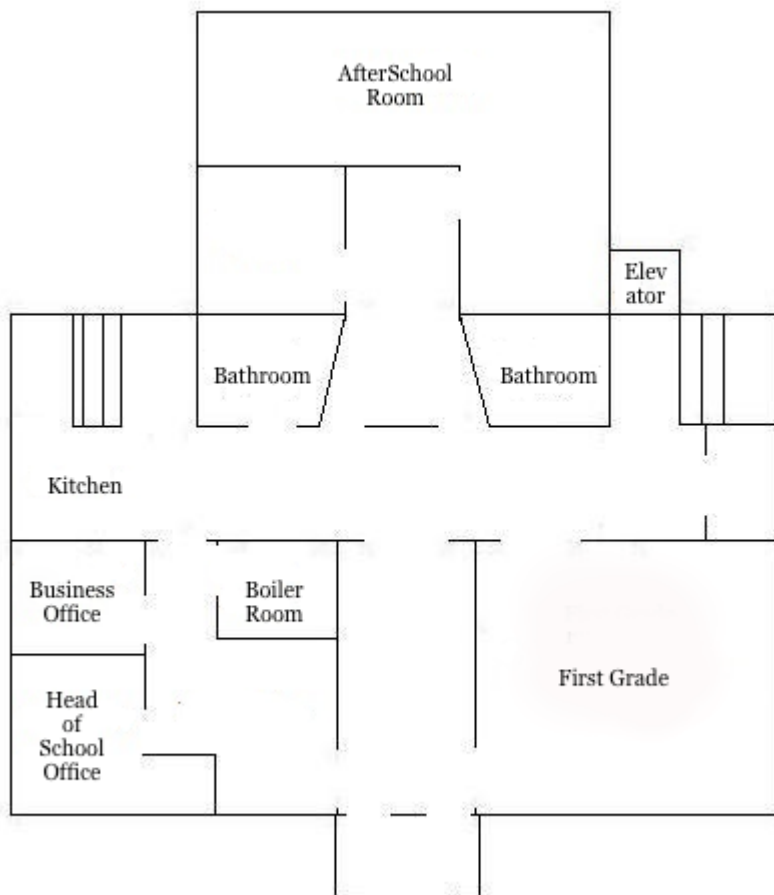 AfterSchool
Room
Elev
ator
Bathroom
Bathroom
Kitchen
Business
Office
Boiler
Room
First Grade
Head
of
School
Office